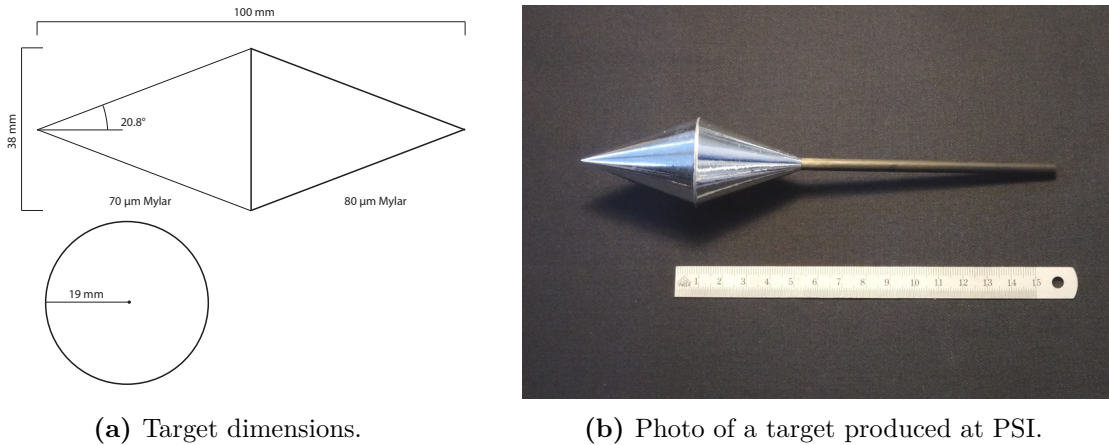 100 mm
38 mm
20.8°
70 µm Mylar
80 µm Mylar
19 mm
1 2 3 4 5 6 7 8 9 10 11 12 13 14 15
(a) Target dimensions.
(b) Photo of a target produced at PSI.